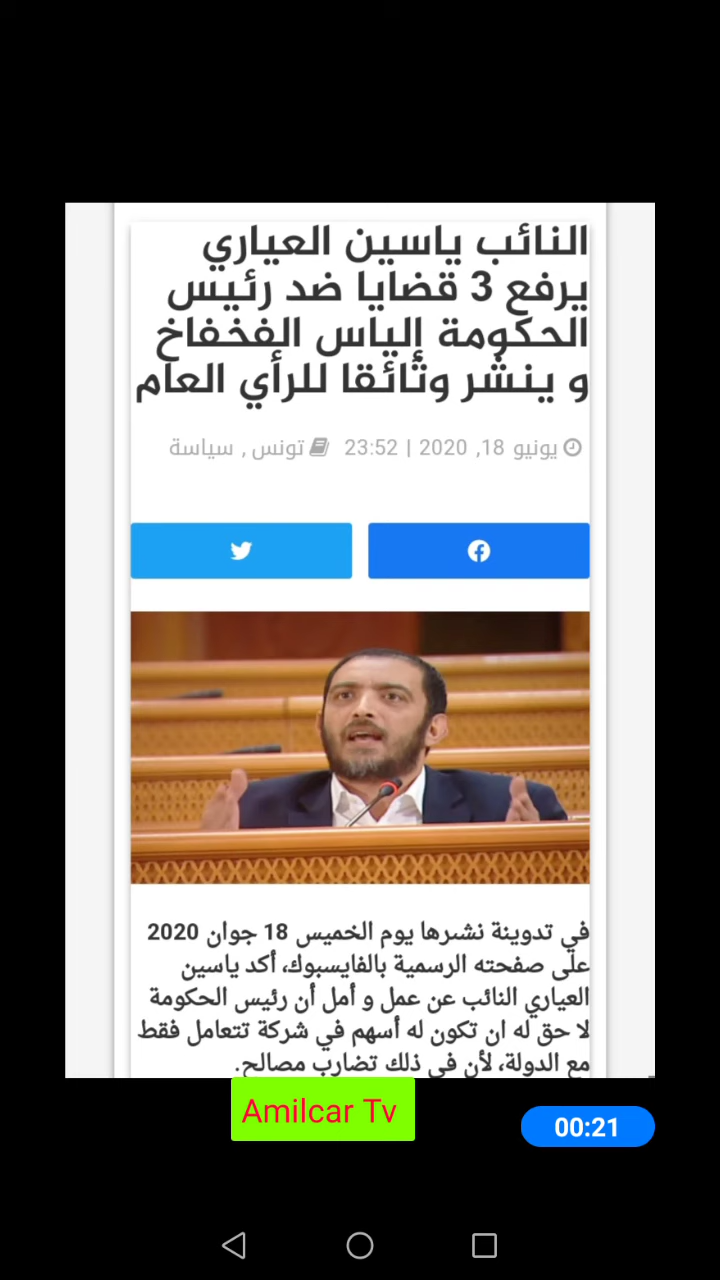 النائب ياسين العياري
يرفع 3 قضايا ضد رئيس
الحكومة إلياس الفخفاخ
و ينشر وثائقا للرأي العام
يونيو 18, 2020 | 23:52 تونس , سياسة
في تدوينة نشرها يوم الخميس 18 جوان 2020
على صفحته الرسمية بالفايسبوك، أكد ياسين
العياري النائب عن عمل و أمل أن رئيس الحكومة
لا حق له ان تكون له أسهم في شركة تتعامل فقط
مع الدولة، لأن في ذلك تضارب مصالح.
Amilcar Tv
00:21